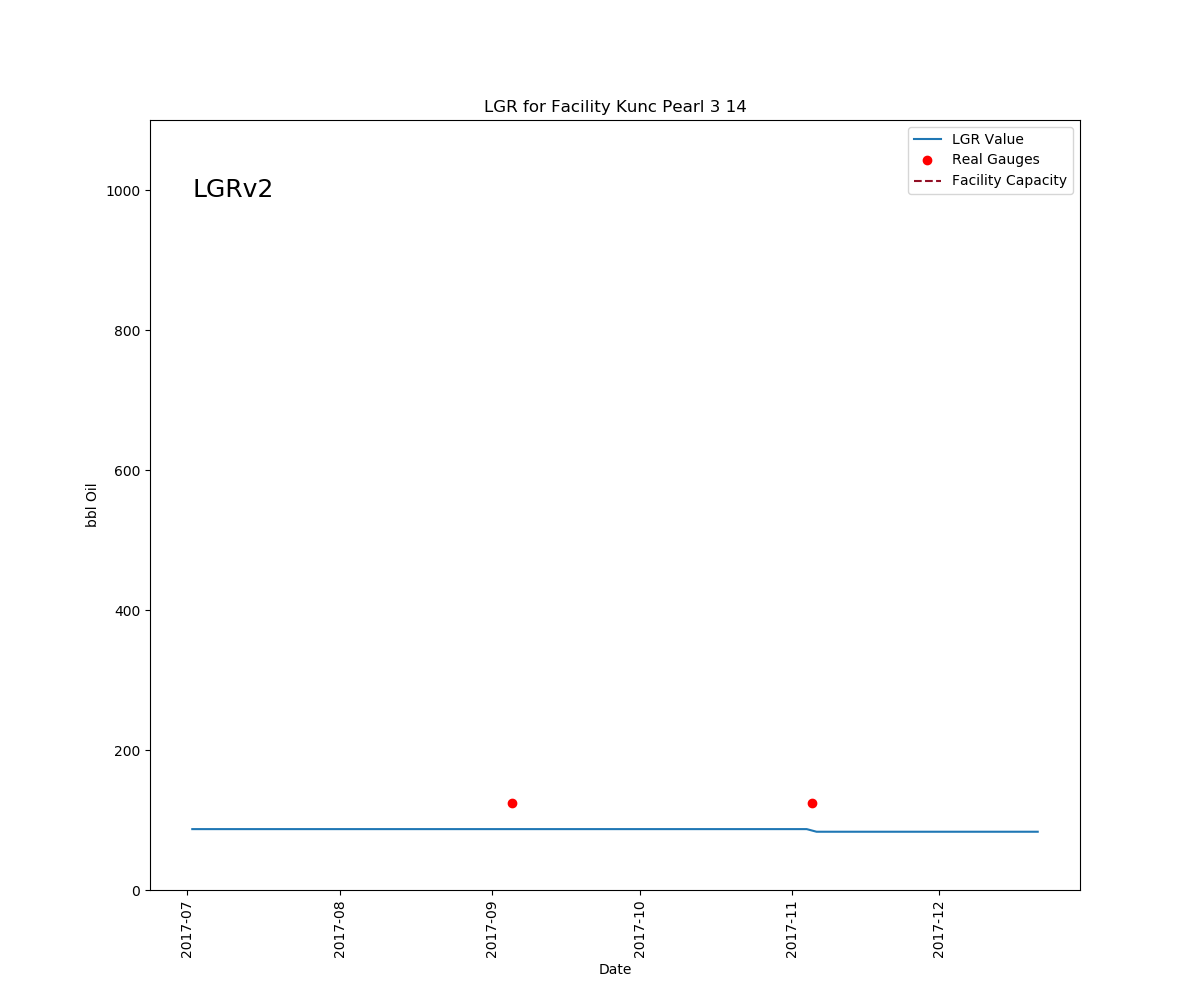 LGR for Facility Kunc Pearl 3 14
LGR Value
Real Gauges
Facility Capacity
LGRv2
1000
800
600
400
200
0
bbl Oil
2017-07
2017-08
2017-09
2017-10
2017-11
2017-12
Date